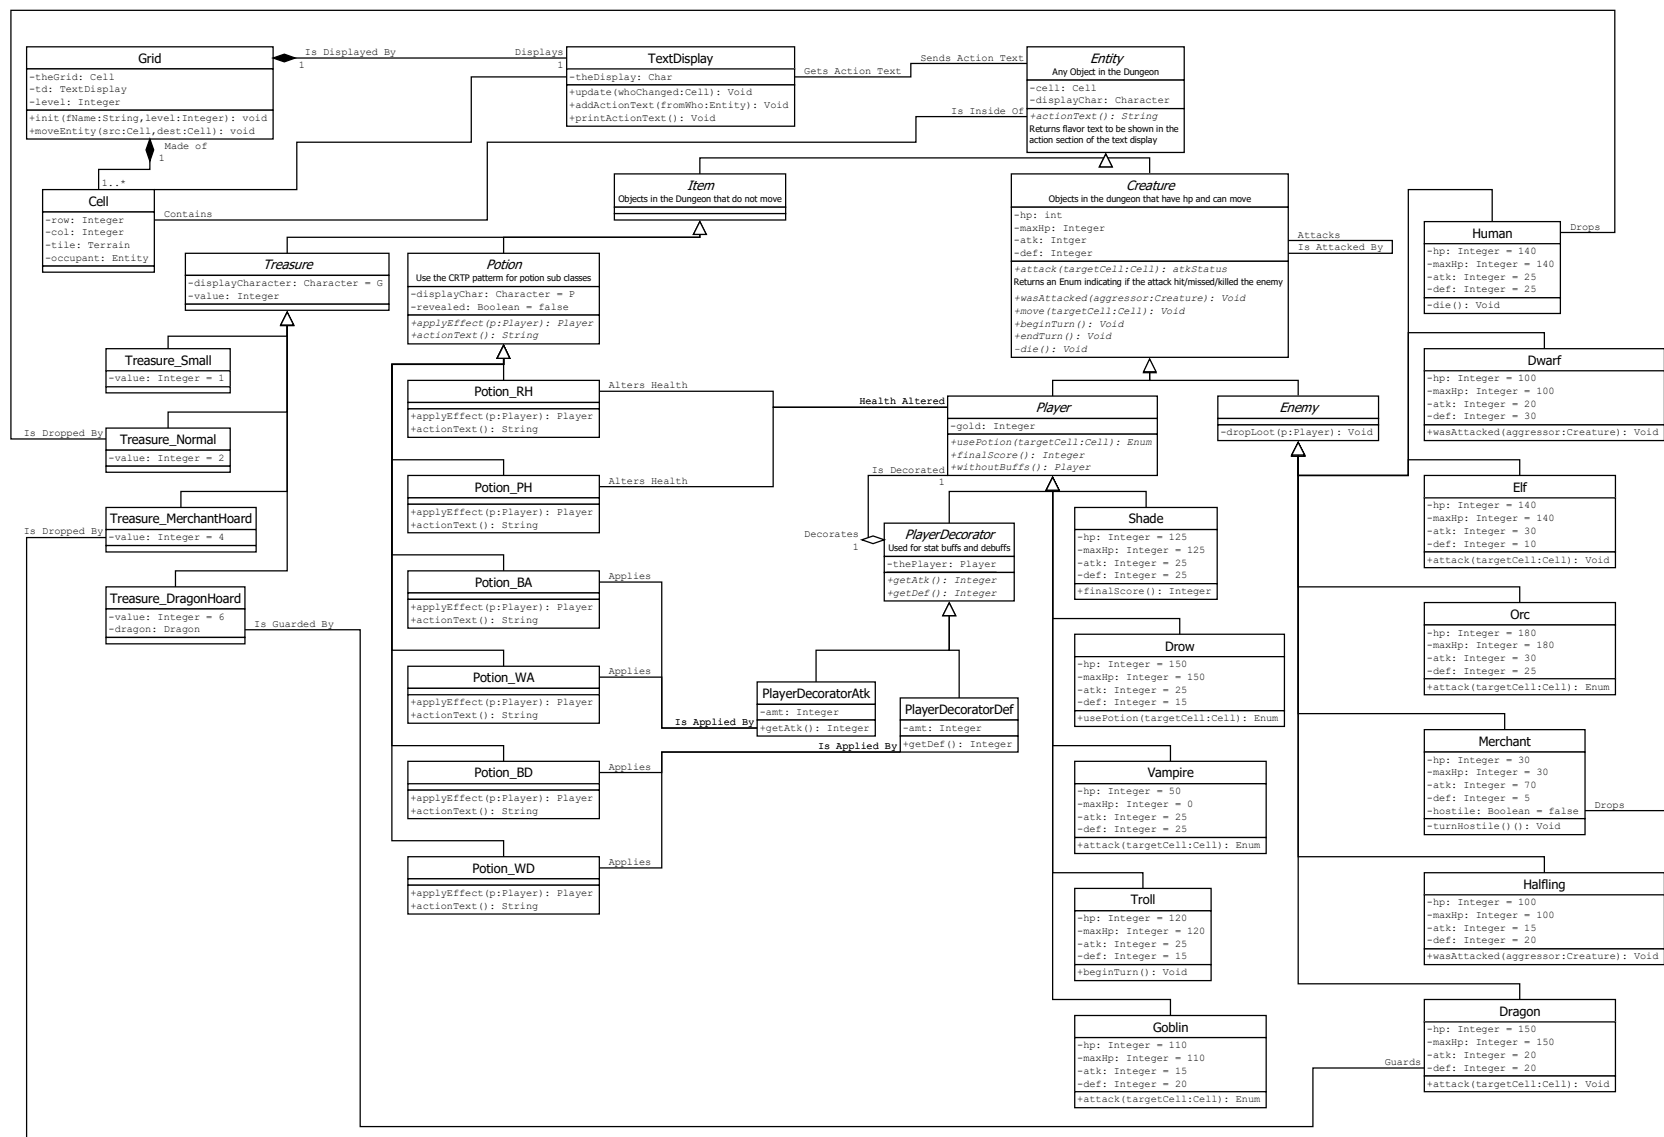 Grid
-theGrid: Cell
-td: TextDisplay
-level: Integer
+init(fName:String,level:Integer): void
+moveEntity(src:Cell,dest:Cell): void
Is Displayed By
1
Displays
1
TextDisplay
-theDisplay: Char
+update(whoChanged:Cell): Void
+addActionText(fromWho:Entity): Void
+printActionText(): Void
Gets Action Text
Sends Action Text
Entity
Any Object in the Dungeon
-cell: Cell
-displayChar: Character
+actionText(): String
Returns flavor text to be shown in the
action section of the text display
Is Inside Of
Made of
1
1..*
Cell
-row: Integer
-col: Integer
-tile: Terrain
-occupant: Entity
Contains
Item
Objects in the Dungeon that do not move
Creature
Objects in the dungeon that have hp and can move
-hp: int
-maxHp: Integer
-atk: Intger
-def: Integer
+attack(targetCell:Cell): atkStatus
Returns an Enum indicating if the attack hit/missed/killed the enemy
+wasAttacked(aggressor:Creature): Void
+move(targetCell:Cell): Void
+beginTurn(): Void
+endTurn(): Void
-die(): Void
Attacks
Is Attacked By
Human
-hp: Integer = 140
-maxHp: Integer = 140
-atk: Integer = 25
-def: Integer = 25
-die(): Void
Drops
Treasure
-displayCharacter: Character = G
-value: Integer
Potion
Use the CRTP patterm for potion sub classes
-displayChar: Character = P
-revealed: Boolean = false
+applyEffect(p:Player): Player
+actionText(): String
Treasure_Small
-value: Integer = 1
Is Dropped By
Treasure_Normal
-value: Integer = 2
Is Dropped By
Treasure_MerchantHoard
-value: Integer = 4
Treasure_DragonHoard
-value: Integer = 6
-dragon: Dragon
Is Guarded By
Potion_RH
+applyEffect(p:Player): Player
+actionText(): String
Alters Health
Potion_PH
+applyEffect(p:Player): Player
+actionText(): String
Alters Health
Potion_BA
+applyEffect(p:Player): Player
+actionText(): String
Applies
Potion_WA
+applyEffect(p:Player): Player
+actionText(): String
Applies
Potion_BD
+applyEffect(p:Player): Player
+actionText(): String
Applies
Potion_WD
+applyEffect(p:Player): Player
+actionText(): String
Applies
Health Altered
Player
-gold: Integer
+usePotion(targetCell:Cell): Enum
+finalScore(): Integer
+withoutBuffs(): Player
Is Decorated
1
Decorates
1
PlayerDecorator
Used for stat buffs and debuffs
-thePlayer: Player
+getAtk(): Integer
+getDef(): Integer
PlayerDecoratorAtk
-amt: Integer
+getAtk(): Integer
Is Applied By
PlayerDecoratorDef
-amt: Integer
+getDef(): Integer
Is Applied By
Enemy
-dropLoot(p:Player): Void
Shade
-hp: Integer = 125
-maxHp: Integer = 125
-atk: Integer = 25
-def: Integer = 25
+finalScore(): Integer
Drow
-hp: Integer = 150
-maxHp: Integer = 150
-atk: Integer = 25
-def: Integer = 15
+usePotion(targetCell:Cell): Enum
Vampire
-hp: Integer = 50
-maxHp: Integer = 0
-atk: Integer = 25
-def: Integer = 25
+attack(targetCell:Cell): Enum
Troll
-hp: Integer = 120
-maxHp: Integer = 120
-atk: Integer = 25
-def: Integer = 15
+beginTurn(): Void
Goblin
-hp: Integer = 110
-maxHp: Integer = 110
-atk: Integer = 15
-def: Integer = 20
+attack(targetCell:Cell): Enum
Dwarf
-hp: Integer = 100
-maxHp: Integer = 100
-atk: Integer = 20
-def: Integer = 30
+wasAttacked(aggressor:Creature): Void
Elf
-hp: Integer = 140
-maxHp: Integer = 140
-atk: Integer = 30
-def: Integer = 10
+attack(targetCell:Cell): Void
Orc
-hp: Integer = 180
-maxHp: Integer = 180
-atk: Integer = 30
-def: Integer = 25
+attack(targetCell:Cell): Enum
Merchant
-hp: Integer = 30
-maxHp: Integer = 30
-atk: Integer = 70
-def: Integer = 5
-hostile: Boolean = false
-turnHostile()(): Void
Drops
Halfling
-hp: Integer = 100
-maxHp: Integer = 100
-atk: Integer = 15
-def: Integer = 20
+wasAttacked(aggressor:Creature): Void
Dragon
-hp: Integer = 150
-maxHp: Integer = 150
-atk: Integer = 20
-def: Integer = 20
+attack(targetCell:Cell): Void
Guards